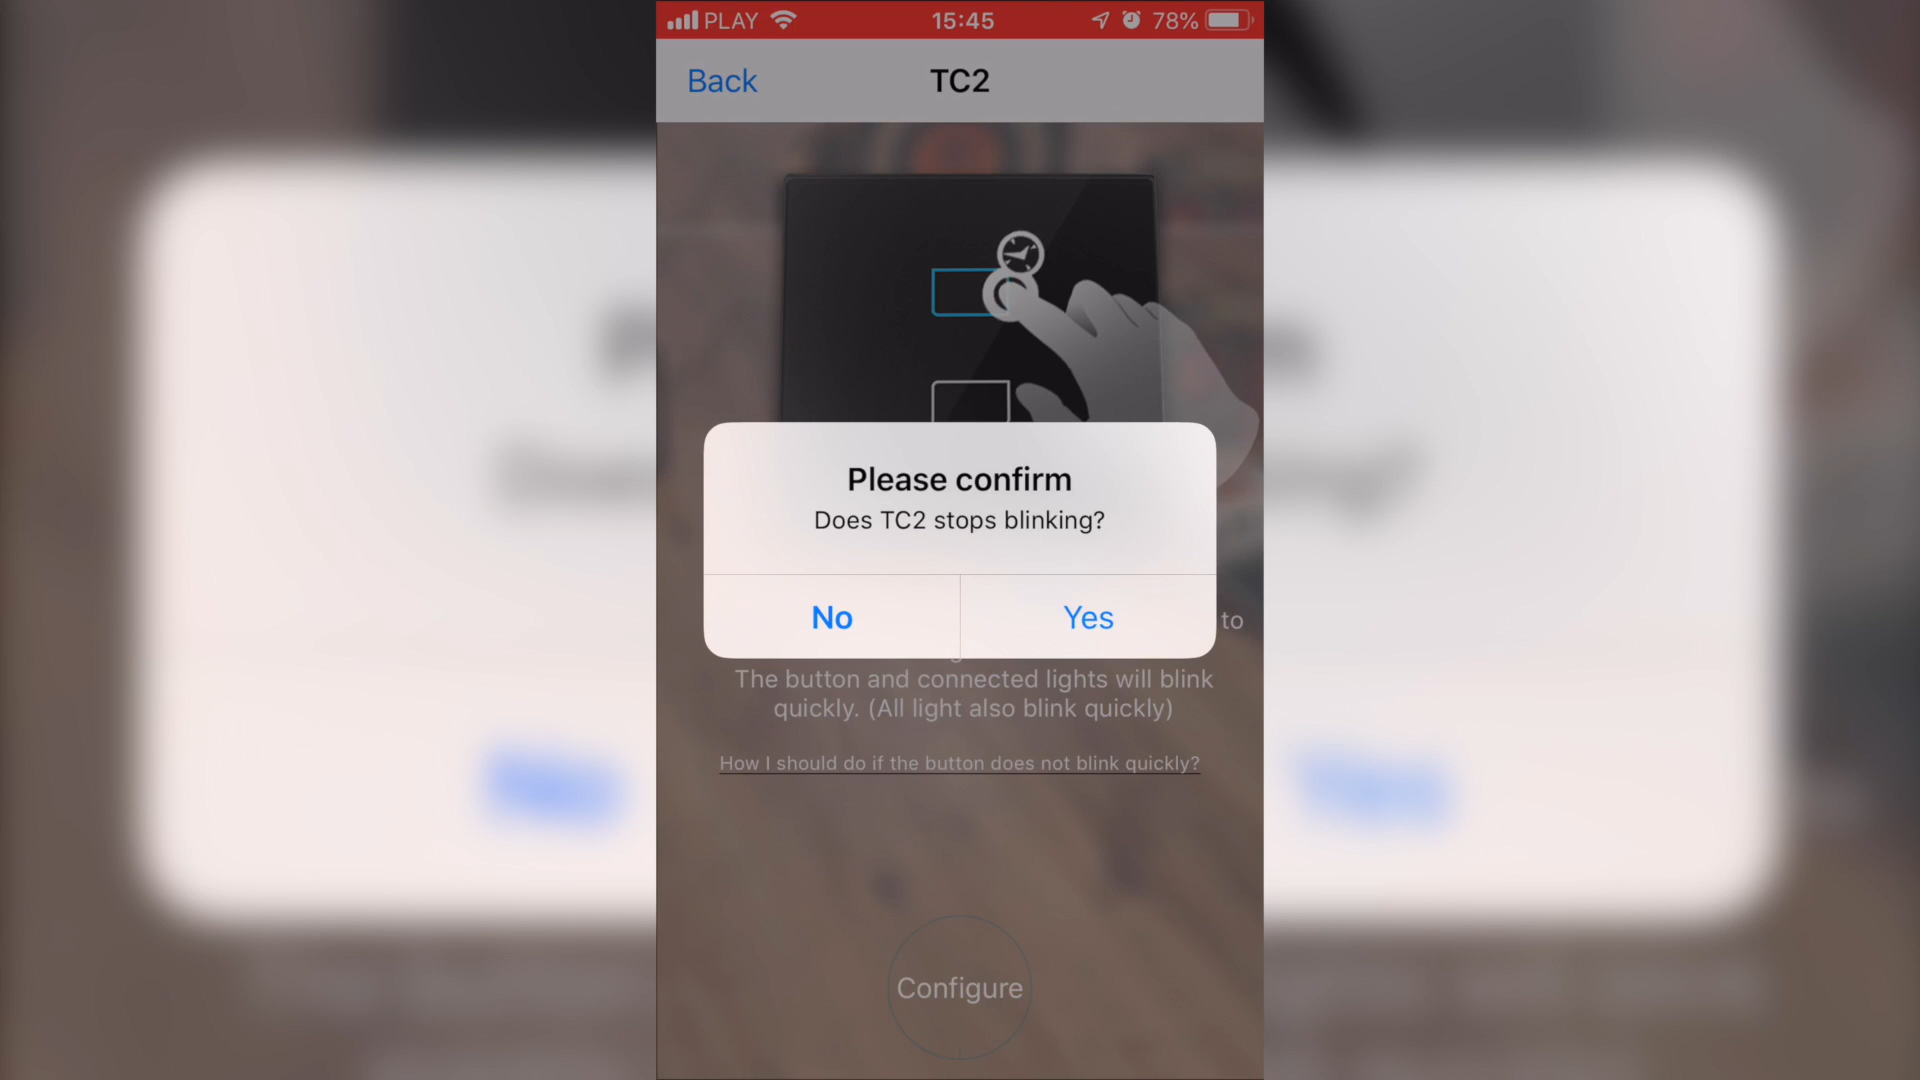 PLAY 15:45 78%
Back TC2
Please confirm
Does TC2 stops blinking?
No Yes
to
The button and connected lights will blink
quickly. (All light also blink quickly)
How I should do if the button does not blink quickly?
Configure